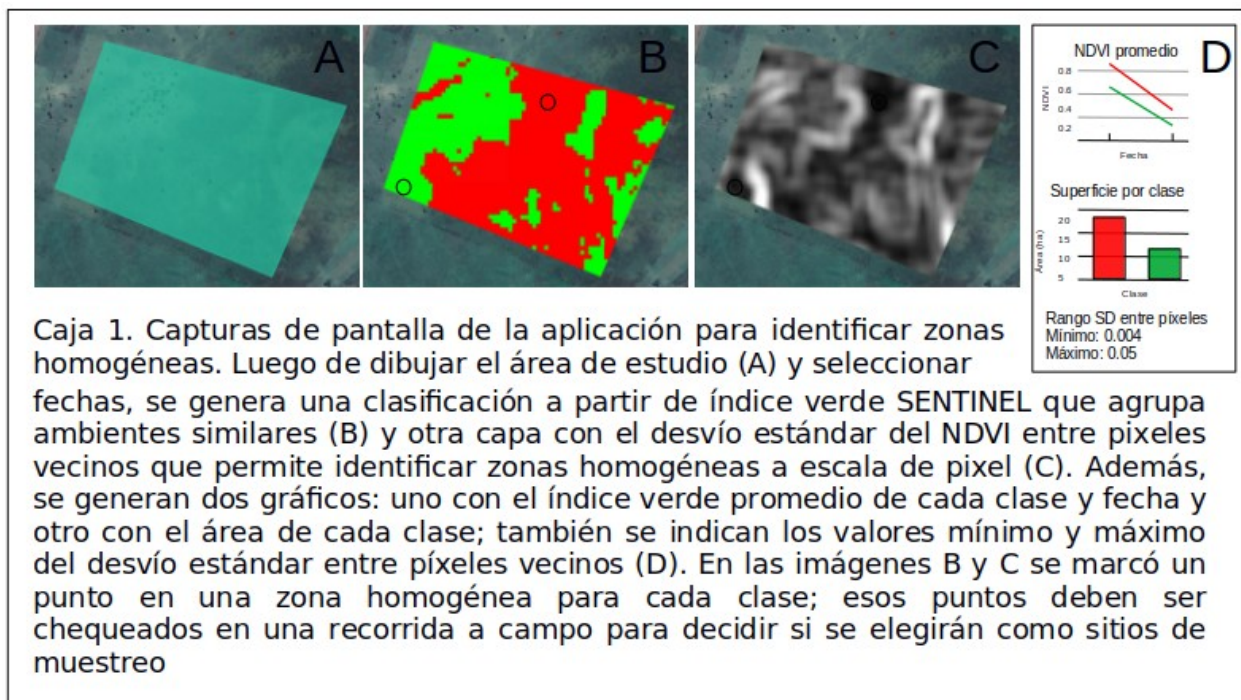 A
B
C
D
NDVI promedio
0.8
0.6
0.4
0.2
NDVI
Fecha
Superficie por clase
20
15
10
5
Área (ha)
Clase
Rango SD entre píxeles
Mínimo: 0.004
Máximo: 0.05
Caja 1. Capturas de pantalla de la aplicación para identificar zonas
homogéneas. Luego de dibujar el área de estudio (A) y seleccionar
fechas, se genera una clasificación a partir de índice verde SENTINEL que agrupa
ambientes similares (B) y otra capa con el desvío estándar del NDVI entre pixeles
vecinos que permite identificar zonas homogéneas a escala de pixel (C). Además,
se generan dos gráficos: uno con el índice verde promedio de cada clase y fecha y
otro con el área de cada clase; también se indican los valores mínimo y máximo
del desvío estándar entre píxeles vecinos (D). En las imágenes B y C se marcó un
punto en una zona homogénea para cada clase; esos puntos deben ser
chequeados en una recorrida a campo para decidir si se elegirán como sitios de
muestreo